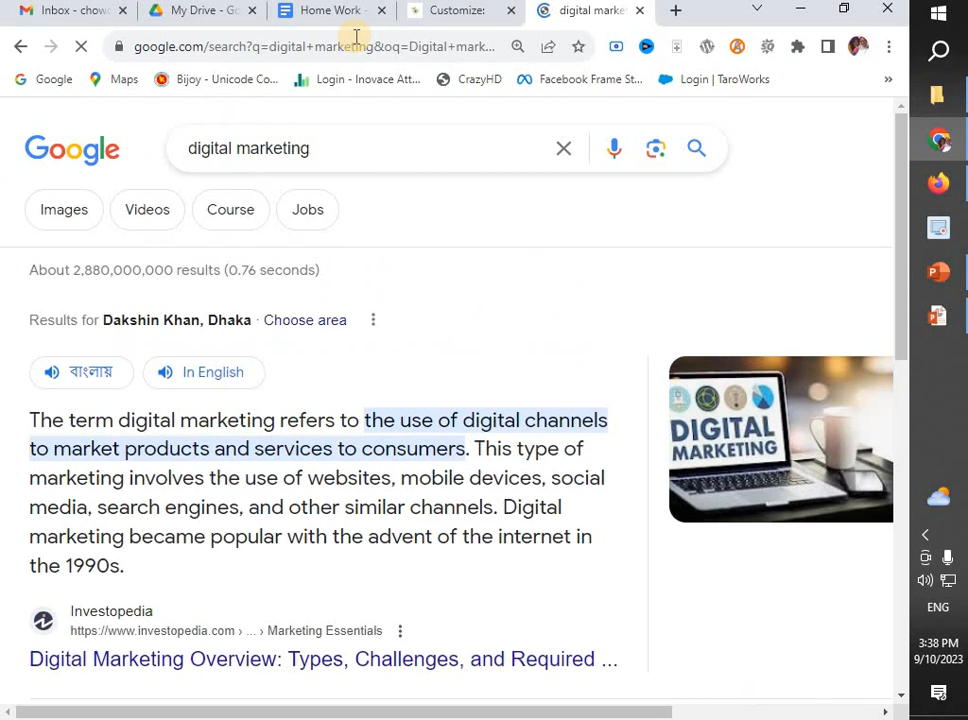 Inbox - chowd
My Drive - Go
Home Work -
Customize:
digital market
google.com/search?q=digital+marketing&oq=Digital+mark...
Google
Maps
Bijoy - Unicode Co...
Login - Inovace Att...
CrazyHD
Facebook Frame St...
Login | TaroWorks
»
Google
digital marketing
Images
Videos
Course
Jobs
About 2,880,000,000 results (0.76 seconds)
Results for Dakshin Khan, Dhaka · Choose area
বাংলায়
In English
The term digital marketing refers to the use of digital channels
to market products and services to consumers. This type of
marketing involves the use of websites, mobile devices, social
media, search engines, and other similar channels. Digital
marketing became popular with the advent of the internet in
the 1990s.
DIGITAL
MARKETING
Investopedia
https://www.investopedia.com › ... › Marketing Essentials
Digital Marketing Overview: Types, Challenges, and Required ...
ENG
3:38 PM
9/10/2023